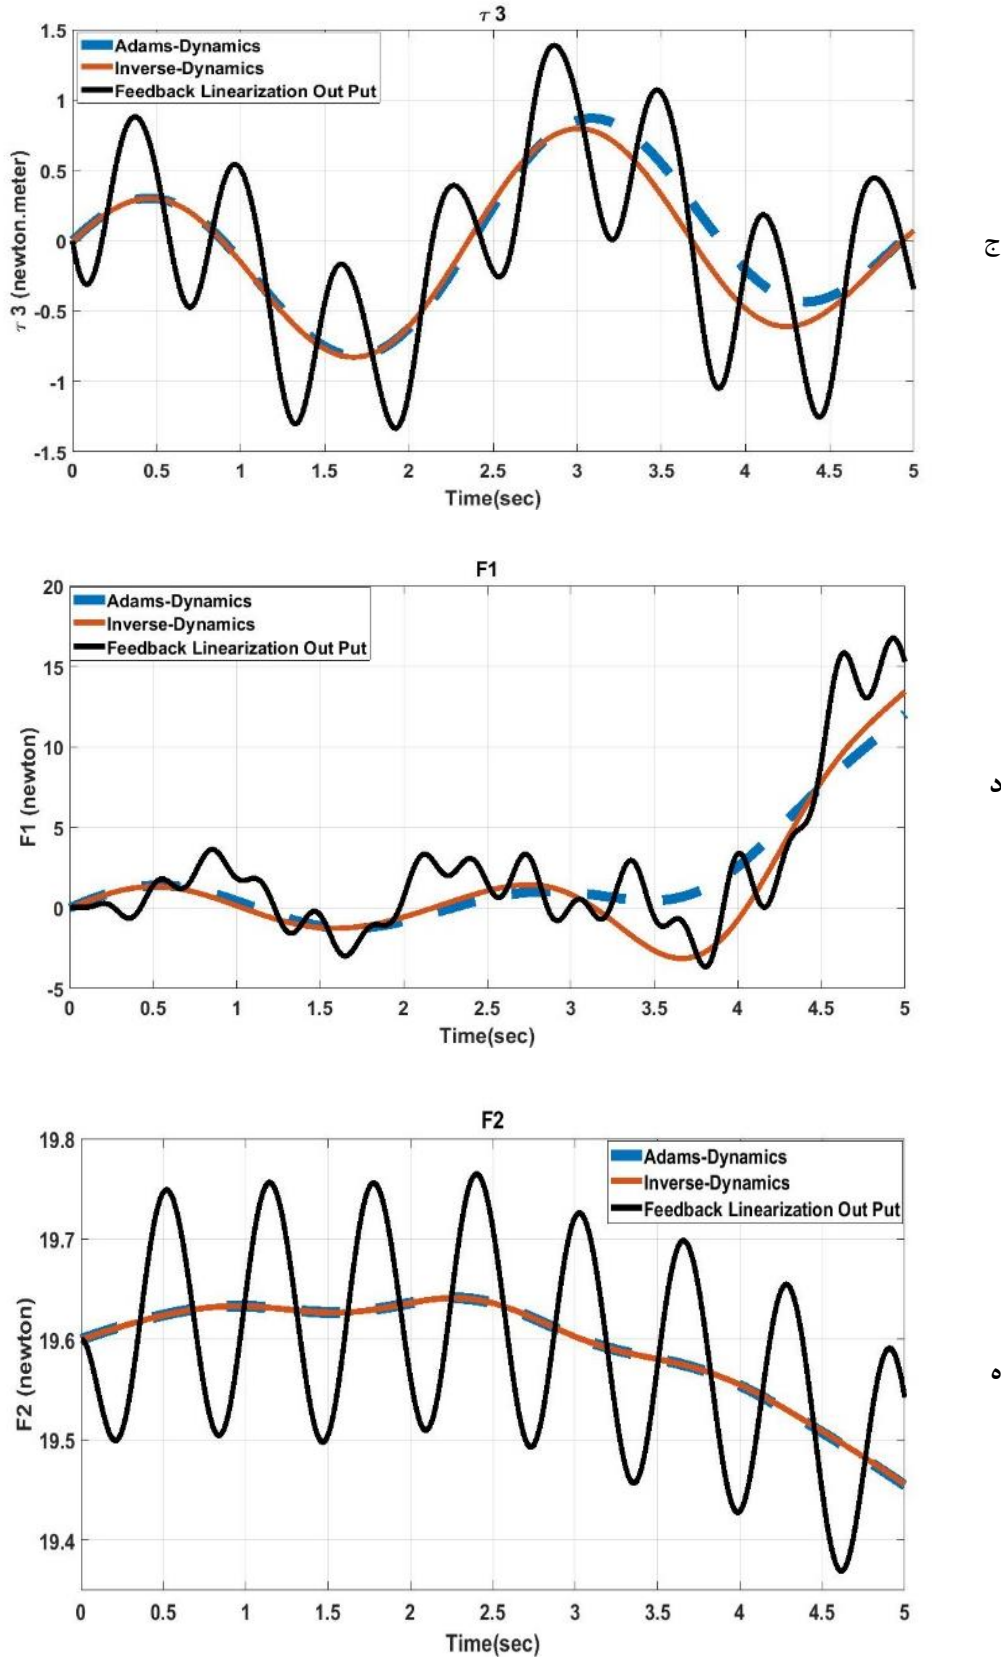 τ 3
1.5
1
0.5
0
-0.5
-1
-1.5
τ 3 (newton.meter)
Adams-Dynamics
Inverse-Dynamics
Feedback Linearization Out Put
0 0.5 1 1.5 2 2.5 3 3.5 4 4.5 5
Time(sec)
ج
F1
20
15
10
5
0
-5
F1 (newton)
Adams-Dynamics
Inverse-Dynamics
Feedback Linearization Out Put
0 0.5 1 1.5 2 2.5 3 3.5 4 4.5 5
Time(sec)
د
F2
19.8
19.7
19.6
19.5
19.4
F2 (newton)
Adams-Dynamics
Inverse-Dynamics
Feedback Linearization Out Put
0 0.5 1 1.5 2 2.5 3 3.5 4 4.5 5
Time(sec)
ه